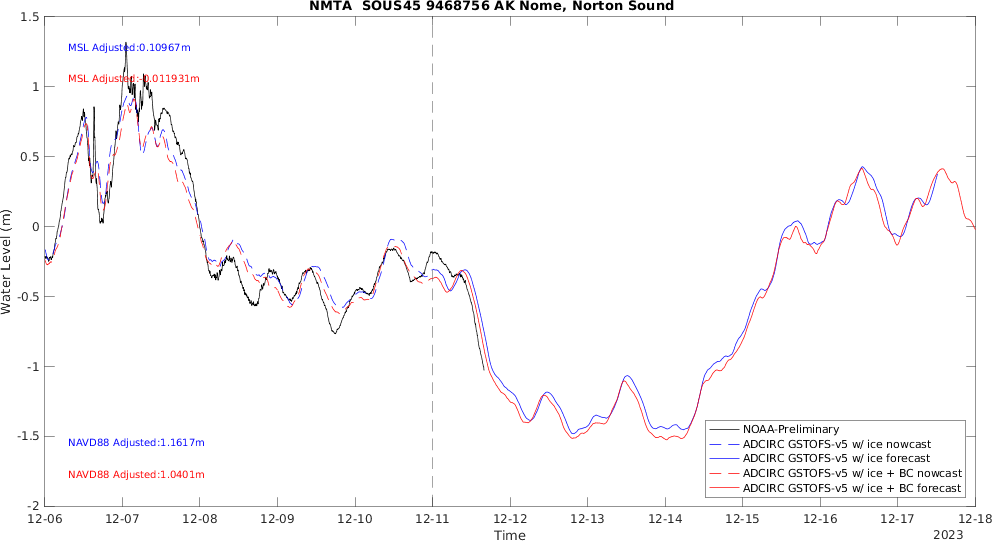 NMTA  SOUS45 9468756 AK Nome, Norton Sound
1.5
MSL Adjusted:0.10967m
MSL Adjusted:-0.011931m
1
0.5
0
Water Level (m)
-0.5
-1
-1.5
-2
NAVD88 Adjusted:1.1617m
NAVD88 Adjusted:1.0401m
NOAA-Preliminary
ADCIRC GSTOFS-v5 w/ ice nowcast
ADCIRC GSTOFS-v5 w/ ice forecast
ADCIRC GSTOFS-v5 w/ ice + BC nowcast
ADCIRC GSTOFS-v5 w/ ice + BC forecast
12-06 12-07 12-08 12-09 12-10 12-11 12-12 12-13 12-14 12-15 12-16 12-17 12-18
Time
2023